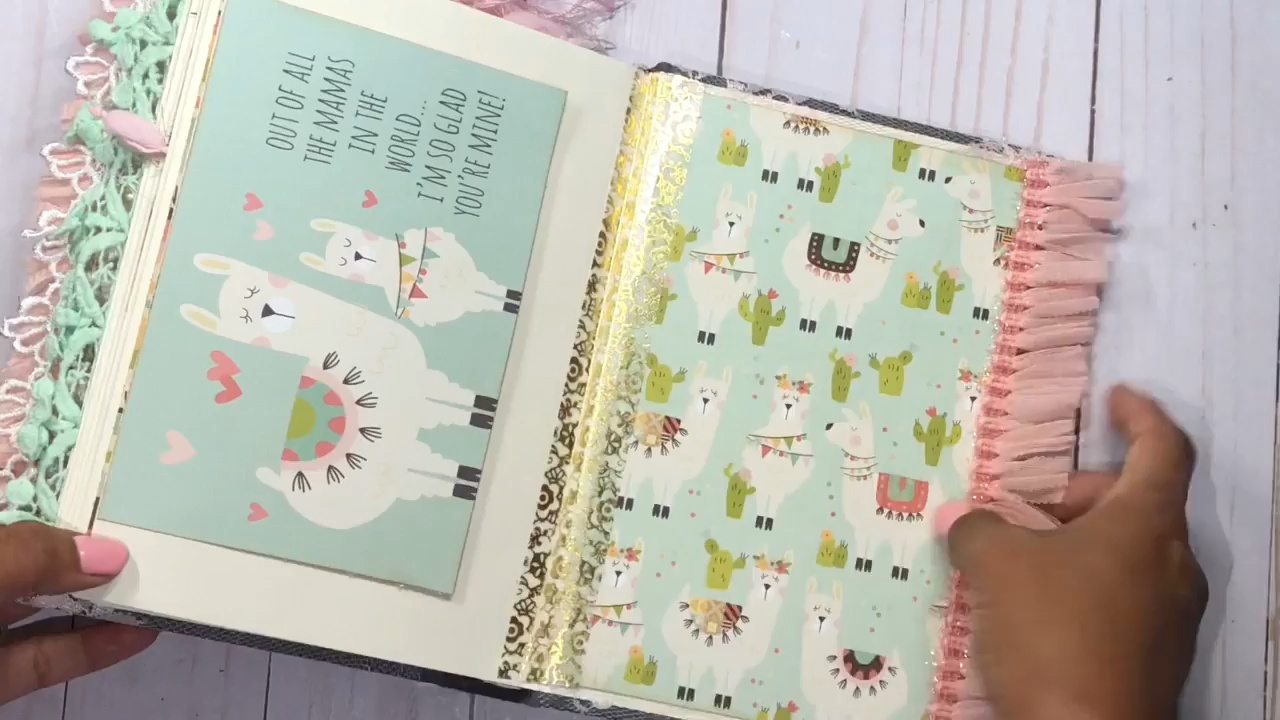 OUT OF ALL
THE MAMAS
IN THE
WORLD...
I'M SO GLAD
YOU'RE MINE!